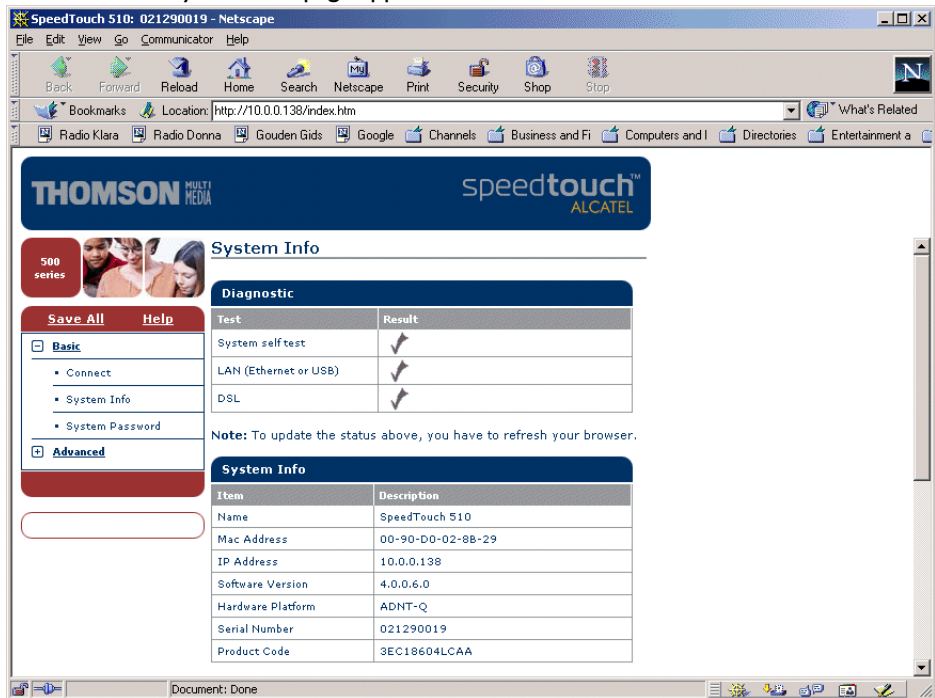 SpeedTouch 510: 021290019 - Netscape
File Edit View Go Communicator Help
Back Forward Reload Home Search Netscape Print Security Shop Stop
My
N
Bookmarks Location: http://10.0.0.138/index.htm What's Related
Radio Klara Radio Donna Gouden Gids Google Channels Business and Fi Computers and I Directories Entertainment a
THOMSON MULTI MEDIA
speedtouch™
ALCATEL
500 series
System Info
Save All Help
Basic
Connect
System Info
System Password
Advanced
Diagnostic
Test Result
System self test
LAN (Ethernet or USB)
DSL
Note: To update the status above, you have to refresh your browser.
System Info
Item Description
Name SpeedTouch 510
Mac Address 00-90-D0-02-8B-29
IP Address 10.0.0.138
Software Version 4.0.0.6.0
Hardware Platform ADNT-Q
Serial Number 021290019
Product Code 3EC18604LCAA
Document: Done